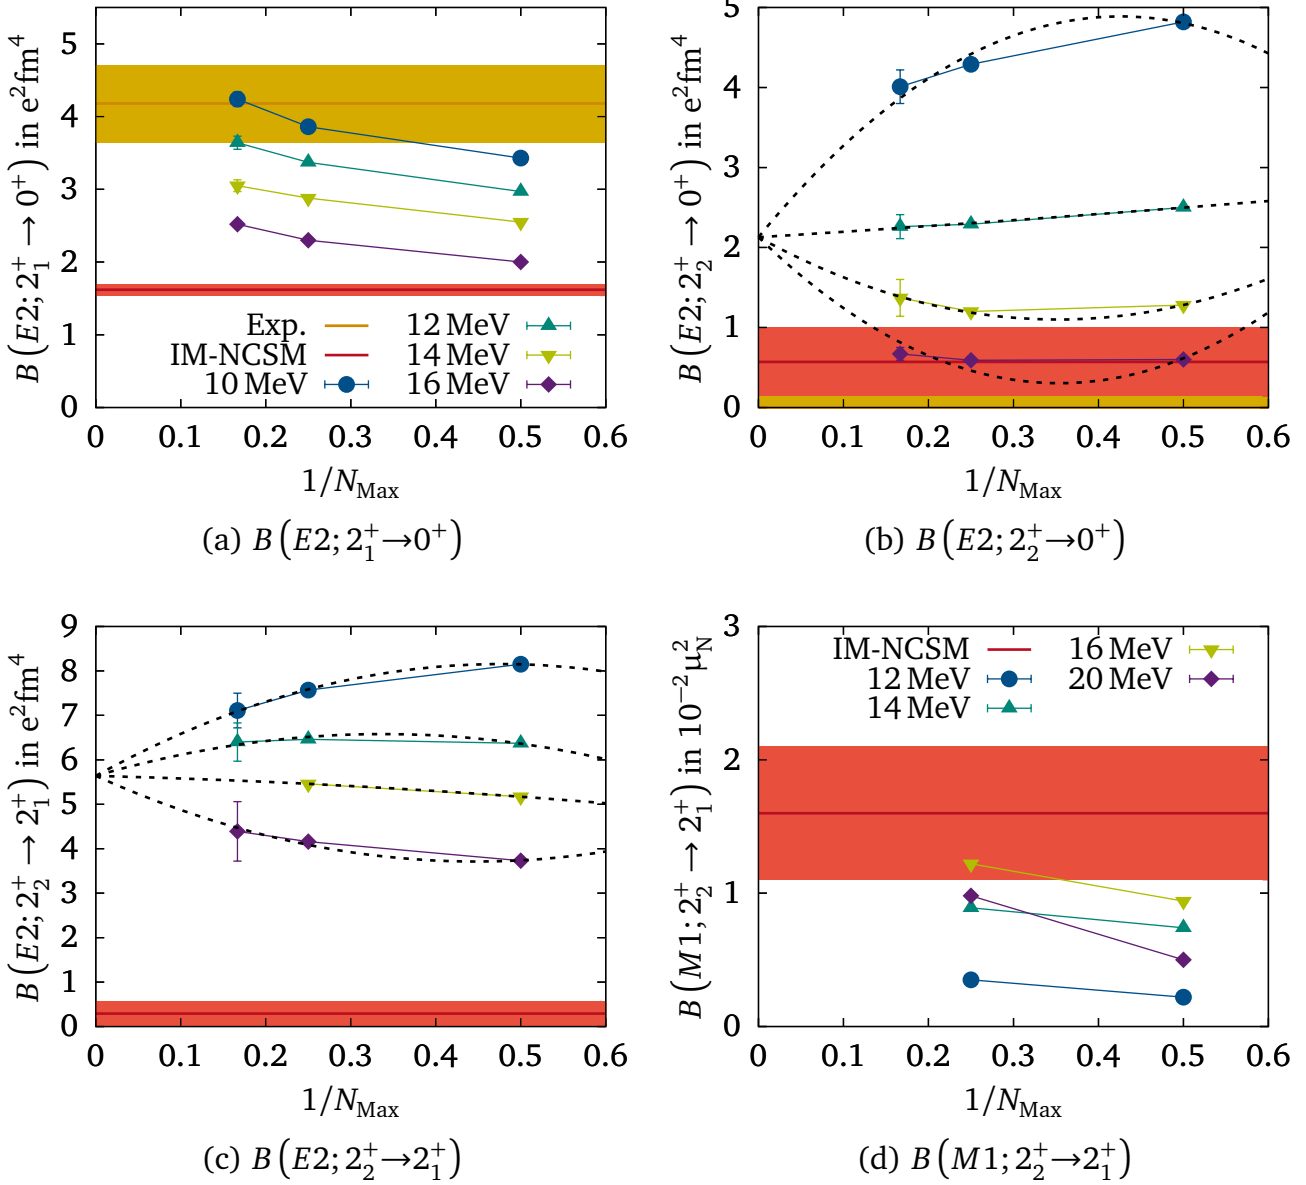 B(E2; 2₁⁺ → 0⁺) in e²fm⁴
5
4
3
2
1
0
Exp.
IM-NCSM
10 MeV
12 MeV
14 MeV
16 MeV
0 0.1 0.2 0.3 0.4 0.5 0.6
1/N_Max
(a) B(E2; 2₁⁺→0⁺)
B(E2; 2₂⁺ → 0⁺) in e²fm⁴
5
4
3
2
1
0
0 0.1 0.2 0.3 0.4 0.5 0.6
1/N_Max
(b) B(E2; 2₂⁺→0⁺)
B(E2; 2₂⁺ → 2₁⁺) in e²fm⁴
9
8
7
6
5
4
3
2
1
0
0 0.1 0.2 0.3 0.4 0.5 0.6
1/N_Max
(c) B(E2; 2₂⁺→2₁⁺)
B(M1; 2₂⁺ → 2₁⁺) in 10⁻² μ_N²
3
2
1
0
IM-NCSM
12 MeV
14 MeV
16 MeV
20 MeV
0 0.1 0.2 0.3 0.4 0.5 0.6
1/N_Max
(d) B(M1; 2₂⁺→2₁⁺)